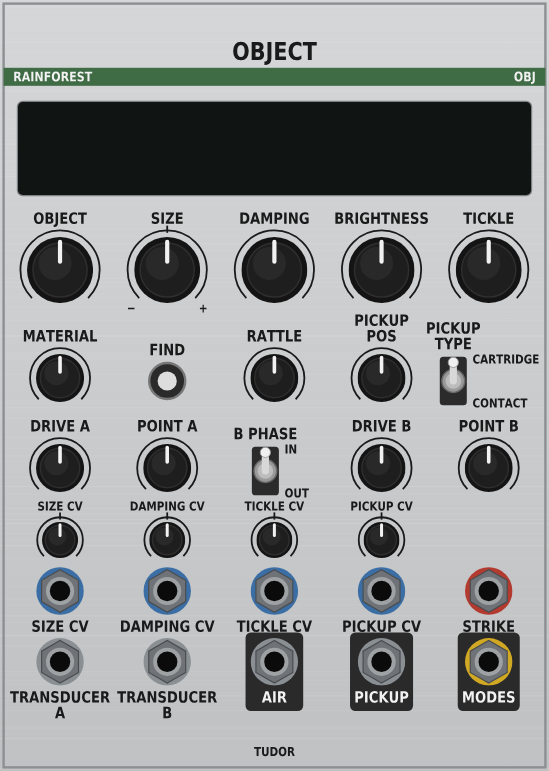 OBJECT
RAINFOREST OBJ
OBJECT SIZE DAMPING BRIGHTNESS TICKLE
− +
MATERIAL FIND RATTLE PICKUP POS PICKUP TYPE
CARTRIDGE
CONTACT
DRIVE A POINT A B PHASE DRIVE B POINT B
IN
OUT
SIZE CV DAMPING CV TICKLE CV PICKUP CV
SIZE CV DAMPING CV TICKLE CV PICKUP CV STRIKE
TRANSDUCER A TRANSDUCER B AIR PICKUP MODES
TUDOR